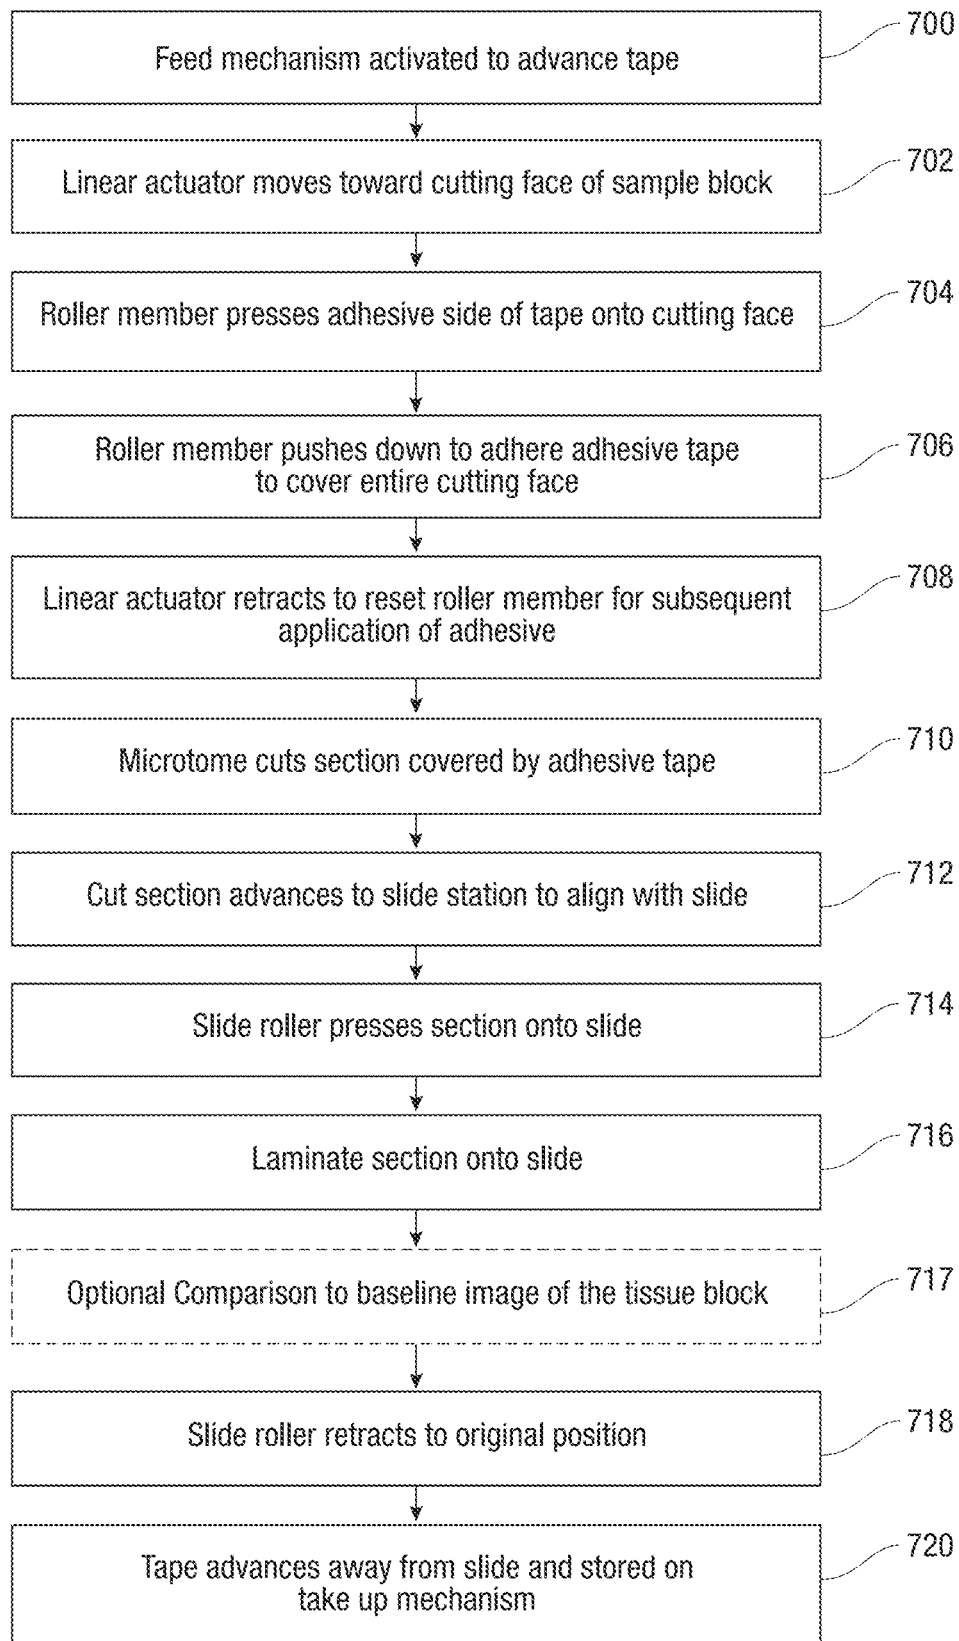 700
Feed mechanism activated to advance tape
702
Linear actuator moves toward cutting face of sample block
704
Roller member presses adhesive side of tape onto cutting face
706
Roller member pushes down to adhere adhesive tape
to cover entire cutting face
708
Linear actuator retracts to reset roller member for subsequent
application of adhesive
710
Microtome cuts section covered by adhesive tape
712
Cut section advances to slide station to align with slide
714
Slide roller presses section onto slide
716
Laminate section onto slide
717
Optional Comparison to baseline image of the tissue block
718
Slide roller retracts to original position
720
Tape advances away from slide and stored on
take up mechanism